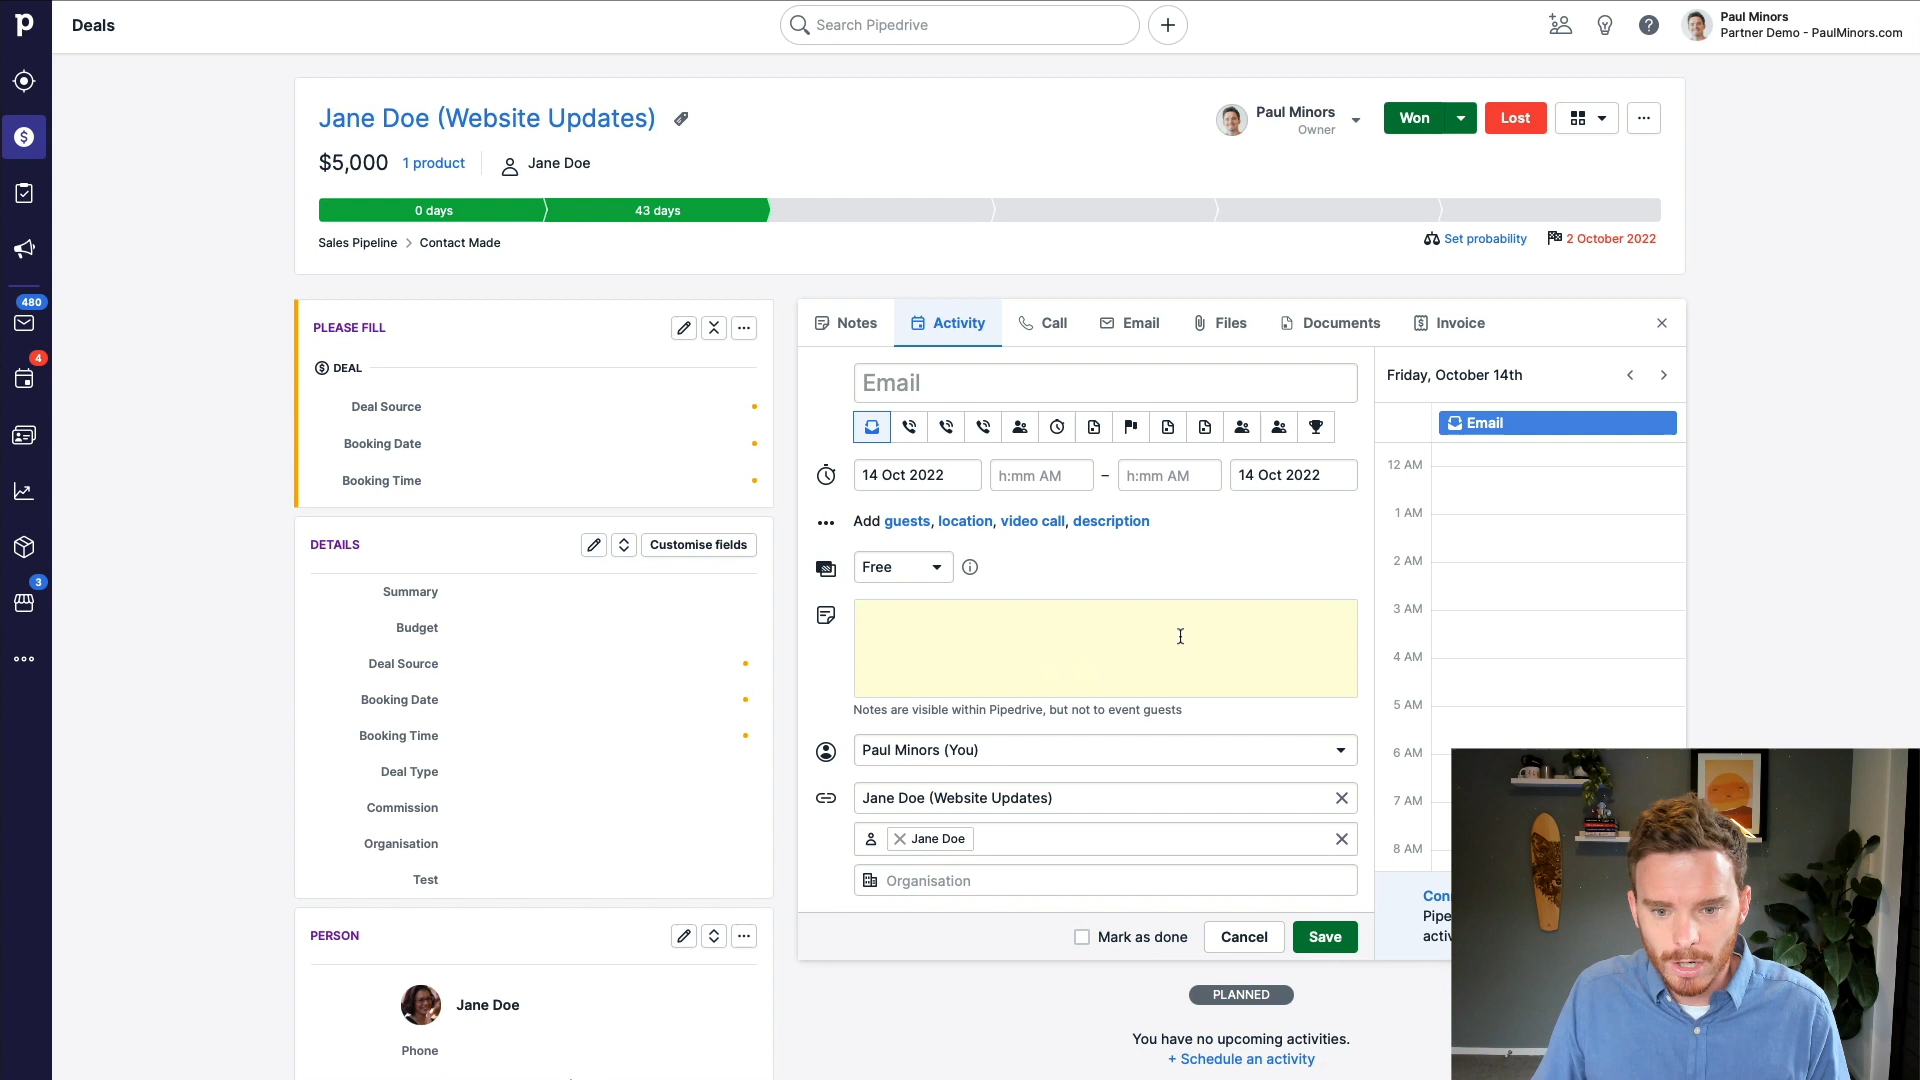 Deals
Search Pipedrive
Paul Minors
Partner Demo - PaulMinors.com
480
4
3
Jane Doe (Website Updates)
Paul Minors
Owner
Won
Lost
$5,000
1 product
Jane Doe
0 days
43 days
Sales Pipeline > Contact Made
Set probability
2 October 2022
PLEASE FILL
DEAL
Deal Source
Booking Date
Booking Time
DETAILS
Customise fields
Summary
Budget
Deal Source
Booking Date
Booking Time
Deal Type
Commission
Organisation
Test
PERSON
Jane Doe
Phone
Notes
Activity
Call
Email
Files
Documents
Invoice
Email
14 Oct 2022
h:mm AM
–
h:mm AM
14 Oct 2022
Add guests, location, video call, description
Free
Notes are visible within Pipedrive, but not to event guests
Paul Minors (You)
Jane Doe (Website Updates)
Jane Doe
Organisation
Mark as done
Cancel
Save
Friday, October 14th
Email
12 AM
1 AM
2 AM
3 AM
4 AM
5 AM
6 AM
7 AM
8 AM
PLANNED
You have no upcoming activities.
+ Schedule an activity